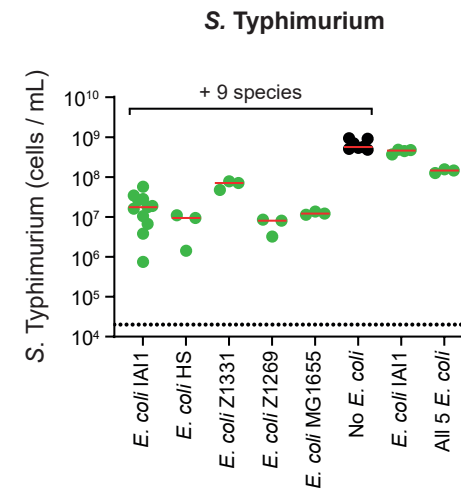 S. Typhimurium
+ 9 species
S. Typhimurium (cells / mL)
10¹⁰
10⁹
10⁸
10⁷
10⁶
10⁵
10⁴
E. coli IAI1
E. coli HS
E. coli Z1331
E. coli Z1269
E. coli MG1655
No E. coli
E. coli IAI1
All 5 E. coli